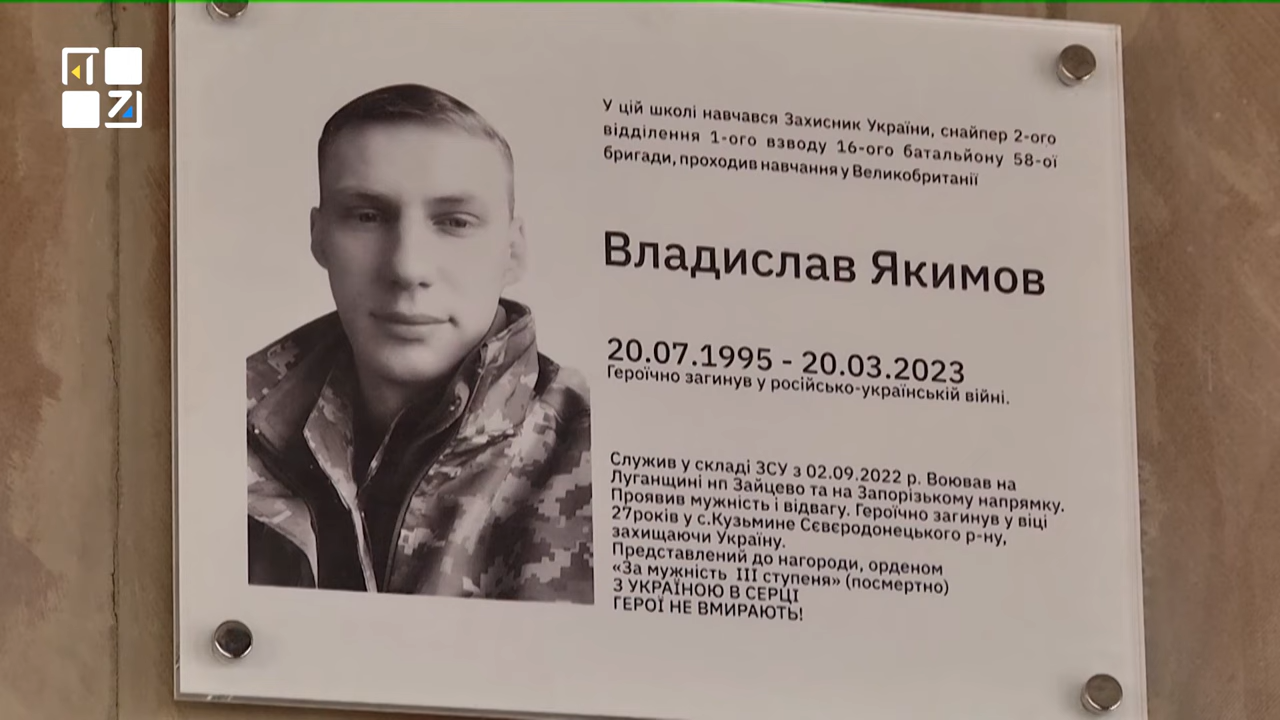 У цій школі навчався Захисник України, снайпер 2-ого
відділення 1-ого взводу 16-ого батальйону 58-ої
бригади, проходив навчання у Великобританії
Владислав Якимов
20.07.1995 - 20.03.2023
Героїчно загинув у російсько-українській війні.
Служив у складі ЗСУ з 02.09.2022 р. Воював на
Луганщині нп Зайцево та на Запорізькому напрямку.
Проявив мужність і відвагу. Героїчно загинув у віці
27років у с.Кузьмине Сєвєродонецького р-ну,
захищаючи Україну.
Представлений до нагороди, орденом
«За мужність III ступеня» (посмертно)
З УКРАЇНОЮ В СЕРЦІ
ГЕРОЇ НЕ ВМИРАЮТЬ!